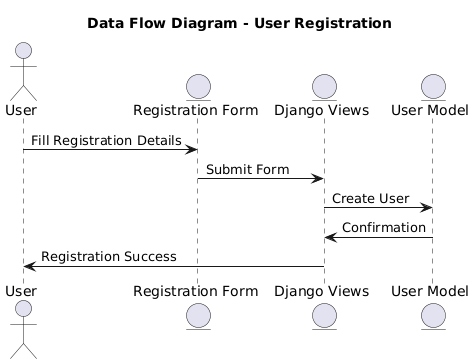 Data Flow Diagram - User Registration
User Registration Form Django Views User Model
Fill Registration Details
Submit Form
Create User
Confirmation
Registration Success
User Registration Form Django Views User Model